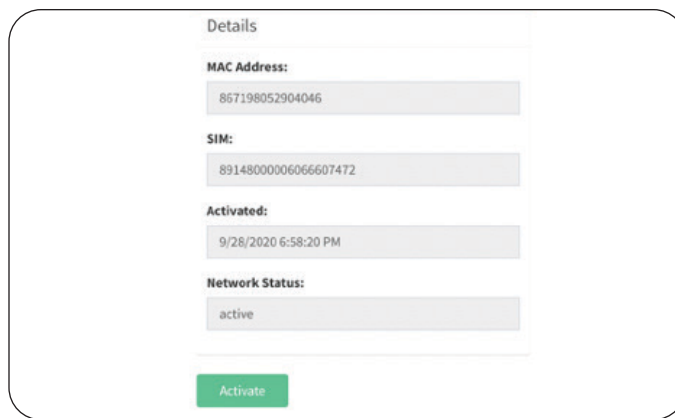 Details
MAC Address:
867198052904046
SIM:
89148000006066607472
Activated:
9/28/2020 6:58:20 PM
Network Status:
active
Activate